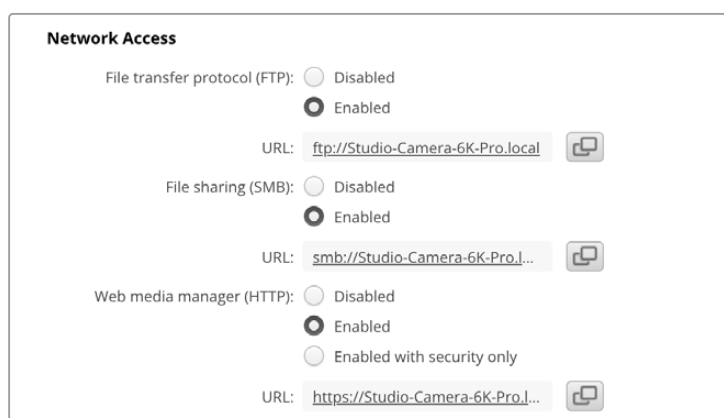 Network Access
File transfer protocol (FTP): Disabled
Enabled
URL: ftp://Studio-Camera-6K-Pro.local
File sharing (SMB): Disabled
Enabled
URL: smb://Studio-Camera-6K-Pro.l...
Web media manager (HTTP): Disabled
Enabled
Enabled with security only
URL: https://Studio-Camera-6K-Pro.l...